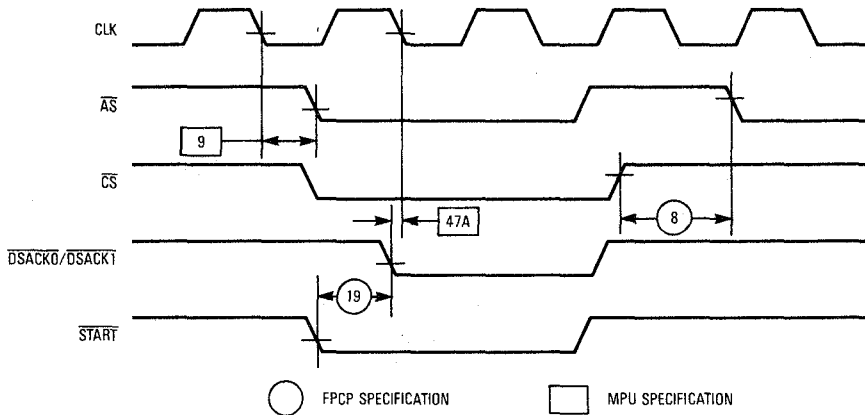 CLK
AS
9
CS
47A
8
DSACK0/DSACK1
19
START
FPCP SPECIFICATION
MPU SPECIFICATION